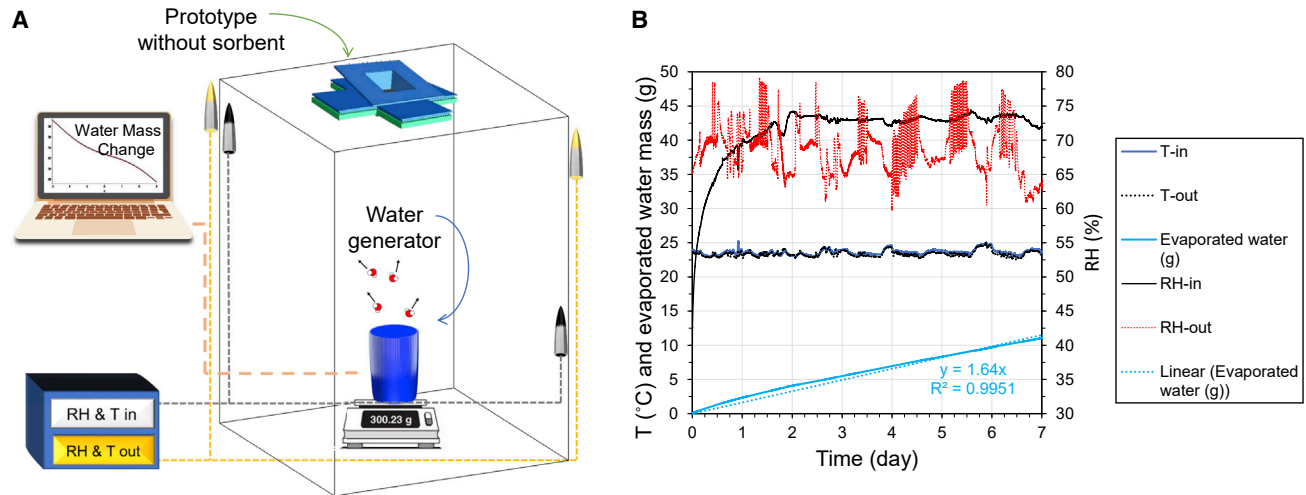 A
Prototype
without sorbent
Water Mass
Change
Water
generator
300.23 g
RH & T in
RH & T out
B
T (°C) and evaporated water mass (g)
50
45
40
35
30
25
20
15
10
5
0
80
75
70
65
60
55
50
45
40
35
30
RH (%)
y = 1.64x
R² = 0.9951
0 1 2 3 4 5 6 7
Time (day)
T-in
T-out
Evaporated water
(g)
RH-in
RH-out
Linear (Evaporated
water (g))